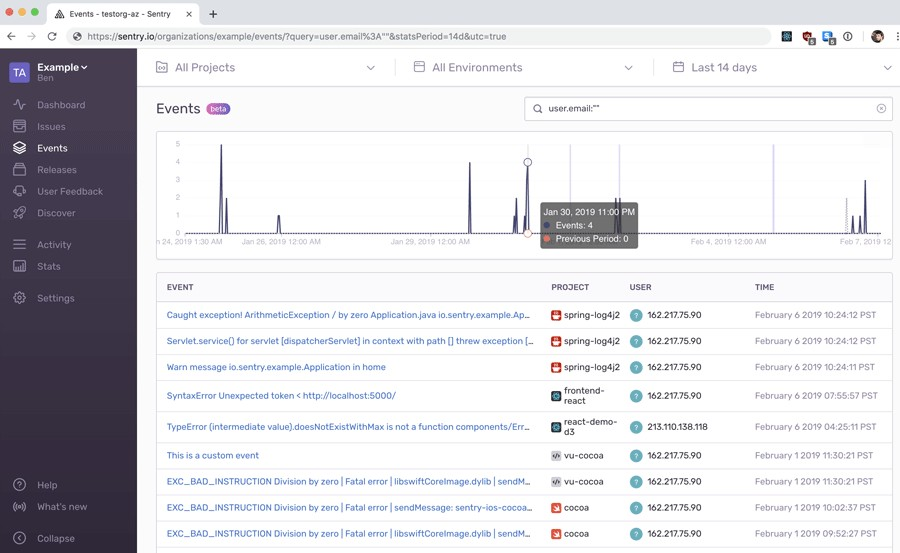 Events - testorg-az - Sentry
https://sentry.io/organizations/example/events/?query=user.email%3A""&statsPeriod=14d&utc=true
TA
Example
Ben
All Projects
All Environments
Last 14 days
Dashboard
Issues
Events
Releases
User Feedback
Discover
Activity
Stats
Settings
Help
What's new
Collapse
Events beta
user.email:""
5
4
3
2
1
0
n 24, 2019 1:30 AM Jan 26, 2019 12:00 AM Jan 29, 2019 12:00 AM Feb 4, 2019 12:00 AM Feb 7, 2019 12
Jan 30, 2019 11:00 PM
Events: 4
Previous Period: 0
EVENT PROJECT USER TIME
Caught exception! ArithmeticException / by zero Application.java io.sentry.example.Ap... spring-log4j2 ? 162.217.75.90 February 6 2019 10:24:12 PST
Servlet.service() for servlet [dispatcherServlet] in context with path [] threw exception [... spring-log4j2 ? 162.217.75.90 February 6 2019 10:24:12 PST
Warn message io.sentry.example.Application in home spring-log4j2 ? 162.217.75.90 February 6 2019 10:24:11 PST
SyntaxError Unexpected token < http://localhost:5000/ frontend-react ? 162.217.75.90 February 6 2019 07:55:57 PST
TypeError (intermediate value).doesNotExistWithMax is not a function components/Err... react-demo-d3 ? 213.110.138.118 February 6 2019 04:25:11 PST
This is a custom event vu-cocoa ? 162.217.75.90 February 1 2019 11:30:21 PST
EXC_BAD_INSTRUCTION Division by zero | Fatal error | libswiftCoreImage.dylib | sendM... vu-cocoa ? 162.217.75.90 February 1 2019 11:30:21 PST
EXC_BAD_INSTRUCTION Division by zero | Fatal error | sendMessage: sentry-ios-cocoa... cocoa ? 162.217.75.90 February 1 2019 10:02:37 PST
EXC_BAD_INSTRUCTION Division by zero | Fatal error | libswiftCoreImage.dylib | sendM... cocoa ? 162.217.75.90 February 1 2019 09:52:27 PST